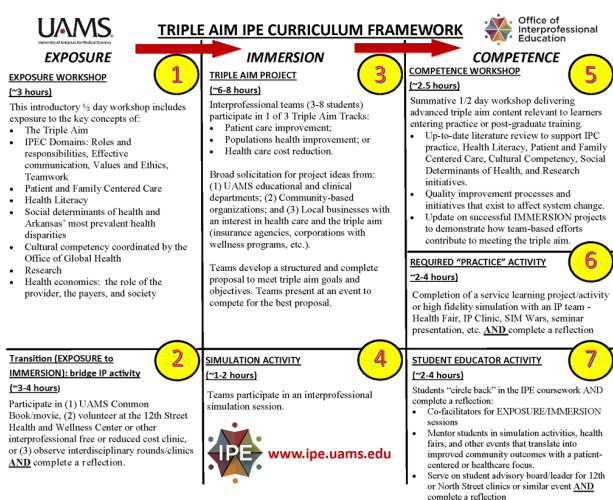 UAMS
University of Arkansas for Medical Sciences
TRIPLE AIM IPE CURRICULUM FRAMEWORK
Office of
Interprofessional
Education
EXPOSURE
IMMERSION
COMPETENCE
EXPOSURE WORKSHOP
(~3 hours)
1
This introductory ½ day workshop includes
exposure to the key concepts of:
• The Triple Aim
• IPEC Domains: Roles and
responsibilities, Effective
communication, Values and Ethics,
Teamwork
• Patient and Family Centered Care
• Health Literacy
• Social determinants of health and
Arkansas' most prevalent health
disparities
• Cultural competency coordinated by the
Office of Global Health
• Research
• Health economics: the role of the
provider, the payers, and society
Transition (EXPOSURE to
IMMERSION): bridge IP activity
(~3-4 hours)
2
Participate in (1) UAMS Common
Book/movie, (2) volunteer at the 12th Street
Health and Wellness Center or other
interprofessional free or reduced cost clinic,
or (3) observe interdisciplinary rounds/clinics
AND complete a reflection.
TRIPLE AIM PROJECT
(~6-8 hours)
3
Interprofessional teams (3-8 students)
participate in 1 of 3 Triple Aim Tracks:
• Patient care improvement;
• Populations health improvement; or
• Health care cost reduction.
Broad solicitation for project ideas from:
(1) UAMS educational and clinical
departments; (2) Community-based
organizations; and (3) Local businesses with
an interest in health care and the triple aim
(insurance agencies, corporations with
wellness programs, etc.).
Teams develop a structured and complete
proposal to meet triple aim goals and
objectives. Teams present at an event to
compete for the best proposal.
SIMULATION ACTIVITY
(~1-2 hours)
4
Teams participate in an interprofessional
simulation session.
IPE
www.ipe.uams.edu
COMPETENCE WORKSHOP
(~2.5 hours)
5
Summative 1/2 day workshop delivering
advanced triple aim content relevant to learners
entering practice or post-graduate training.
• Up-to-date literature review to support IPC
practice, Health Literacy, Patient and Family
Centered Care, Cultural Competency, Social
Determinants of Health, and Research
initiatives.
• Quality improvement processes and
initiatives that exist to affect system change.
• Update on successful IMMERSION projects
to demonstrate how team-based efforts
contribute to meeting the triple aim.
REQUIRED "PRACTICE" ACTIVITY
(~2-4 hours)
6
Completion of a service learning project/activity
or high fidelity simulation with an IP team -
Health Fair, IP Clinic, SIM Wars, seminar
presentation, etc. AND complete a reflection
STUDENT EDUCATOR ACTIVITY
(~2-4 hours)
7
Students "circle back" in the IPE coursework AND
complete a reflection:
• Co-facilitators for EXPOSURE/IMMERSION
sessions
• Mentor students in simulation activities, health
fairs, and other events that translate into
improved community outcomes with a patient-
centered or healthcare focus.
• Serve on student advisory board/leader for 12th
or North Street clinics or similar event AND
complete a reflection